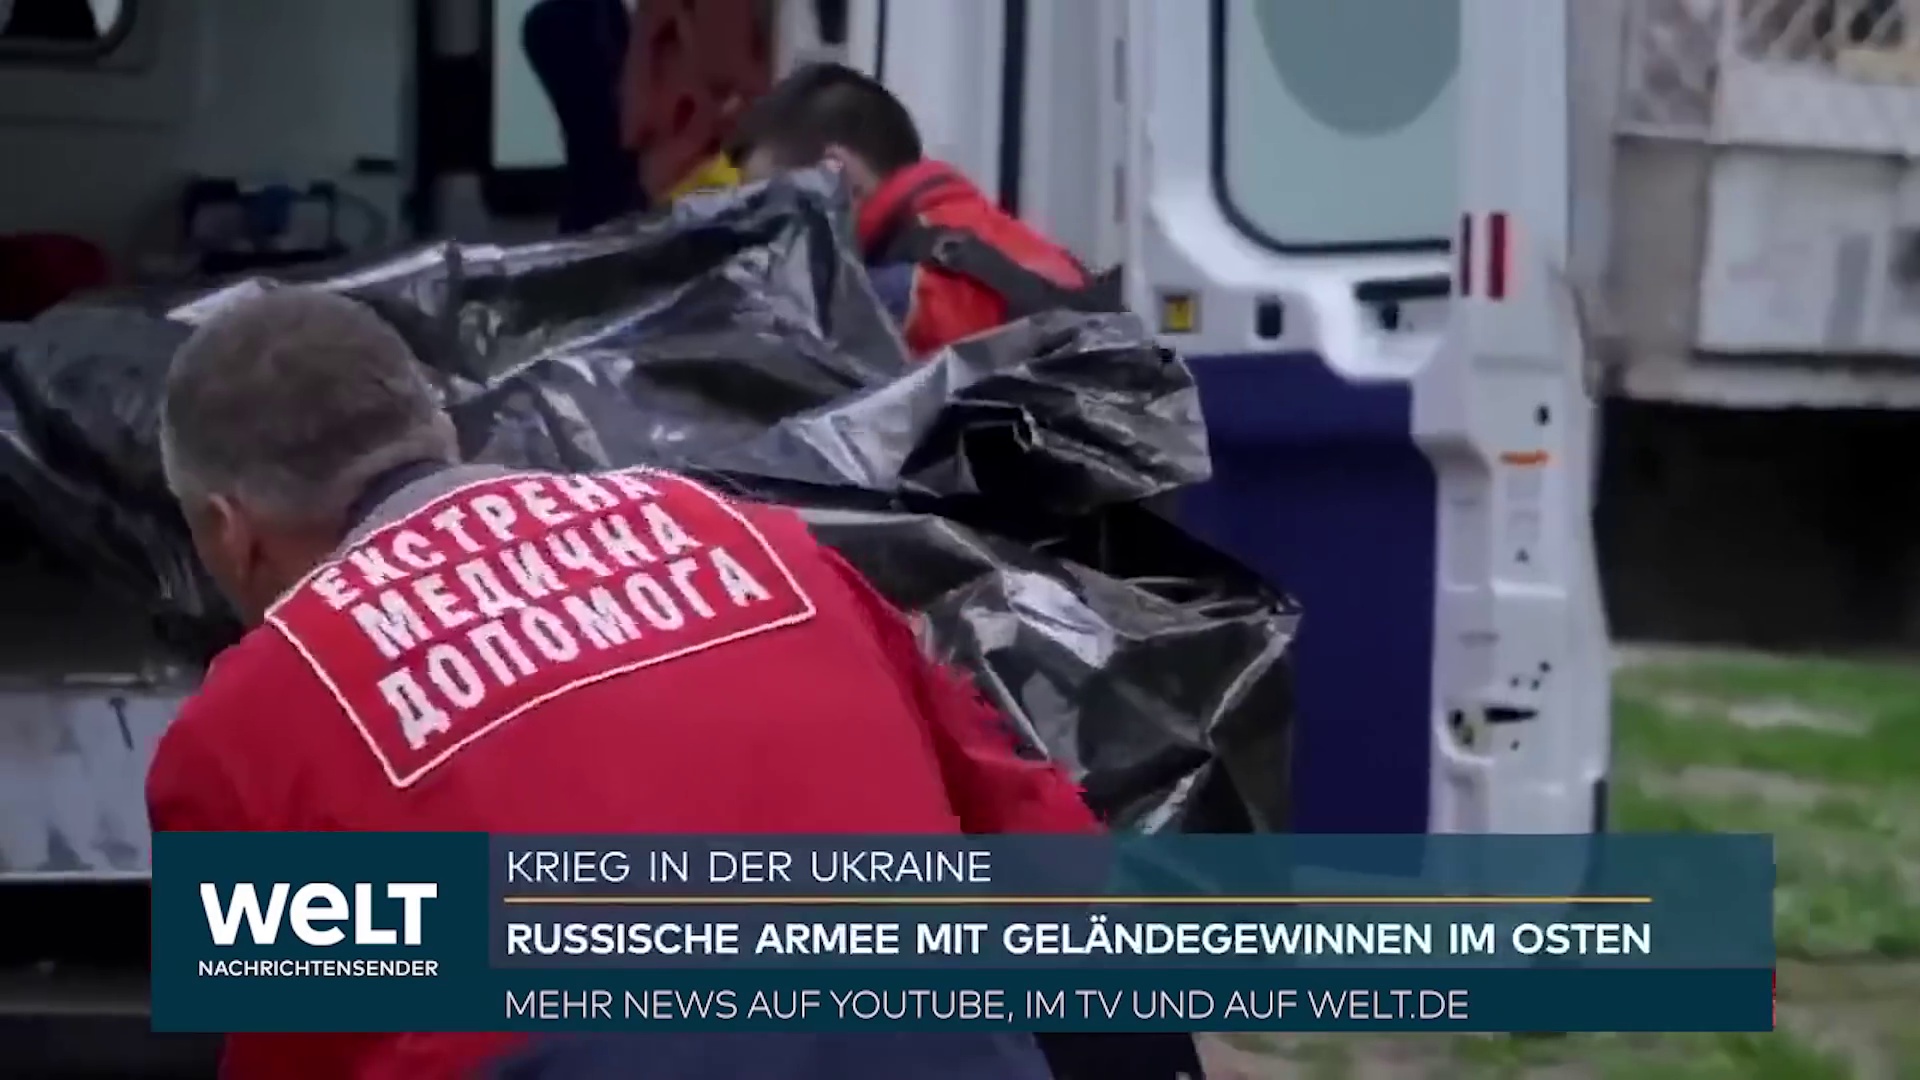 ЕКСТРЕНА
МЕДИЧНА
ДОПОМОГА
KRIEG IN DER UKRAINE
welt
NACHRICHTENSENDER
RUSSISCHE ARMEE MIT GELÄNDEGEWINNEN IM OSTEN
MEHR NEWS AUF YOUTUBE, IM TV UND AUF WELT.DE